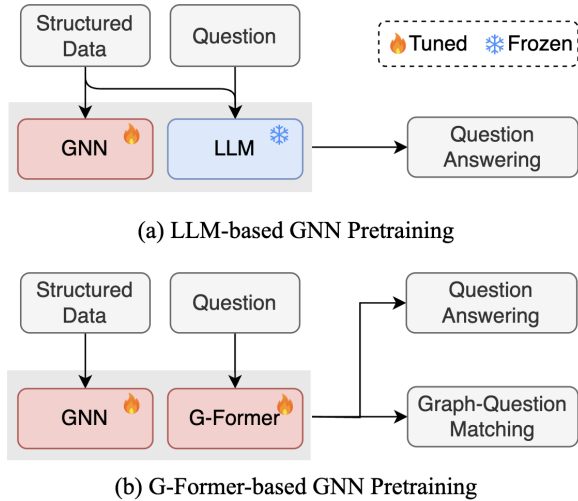 Structured
Data
Question
Tuned
Frozen
GNN
LLM
Question
Answering
(a) LLM-based GNN Pretraining
Structured
Data
Question
Question
Answering
GNN
G-Former
Graph-Question
Matching
(b) G-Former-based GNN Pretraining